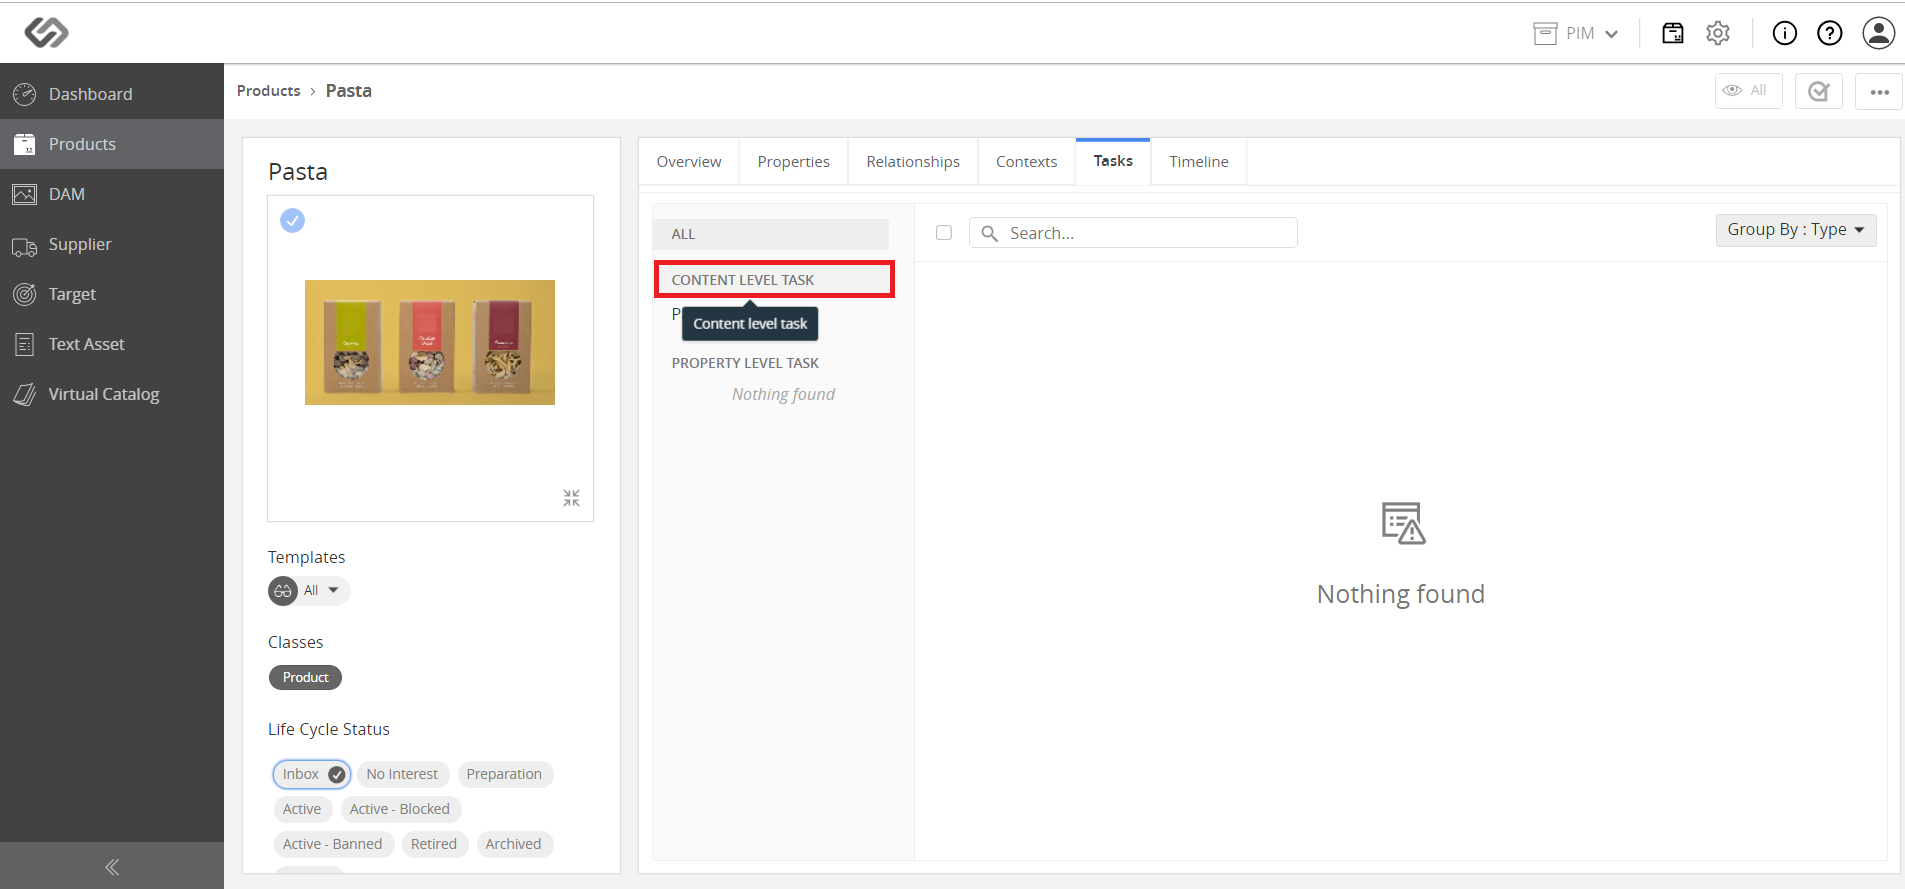 PIM
Dashboard
Products
DAM
Supplier
Target
Text Asset
Virtual Catalog
Products › Pasta
All
Pasta
Templates
All
Classes
Product
Life Cycle Status
Inbox No Interest Preparation
Active Active - Blocked
Active - Banned Retired Archived
Overview Properties Relationships Contexts Tasks Timeline
ALL
CONTENT LEVEL TASK
Content level task
PROPERTY LEVEL TASK
Nothing found
Search...
Group By : Type
Nothing found